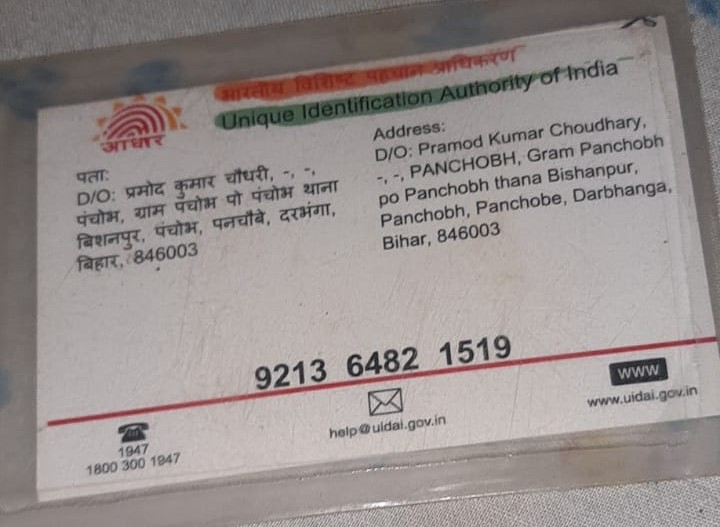 भारतीय विशिष्ट पहचान प्राधिकरण
Unique Identification Authority of India
आधार
पता:
D/O: प्रमोद कुमार चौधरी, -, -,
पंचोभ, ग्राम पंचोभ पो पंचोभ थाना
बिशनपुर, पंचोभ, पनचौबे, दरभंगा,
बिहार, 846003
Address:
D/O: Pramod Kumar Choudhary,
-, -, PANCHOBH, Gram Panchobh
po Panchobh thana Bishanpur,
Panchobh, Panchobe, Darbhanga,
Bihar, 846003
9213 6482 1519
1947
1800 300 1947
help@uidai.gov.in
www
www.uidai.gov.in